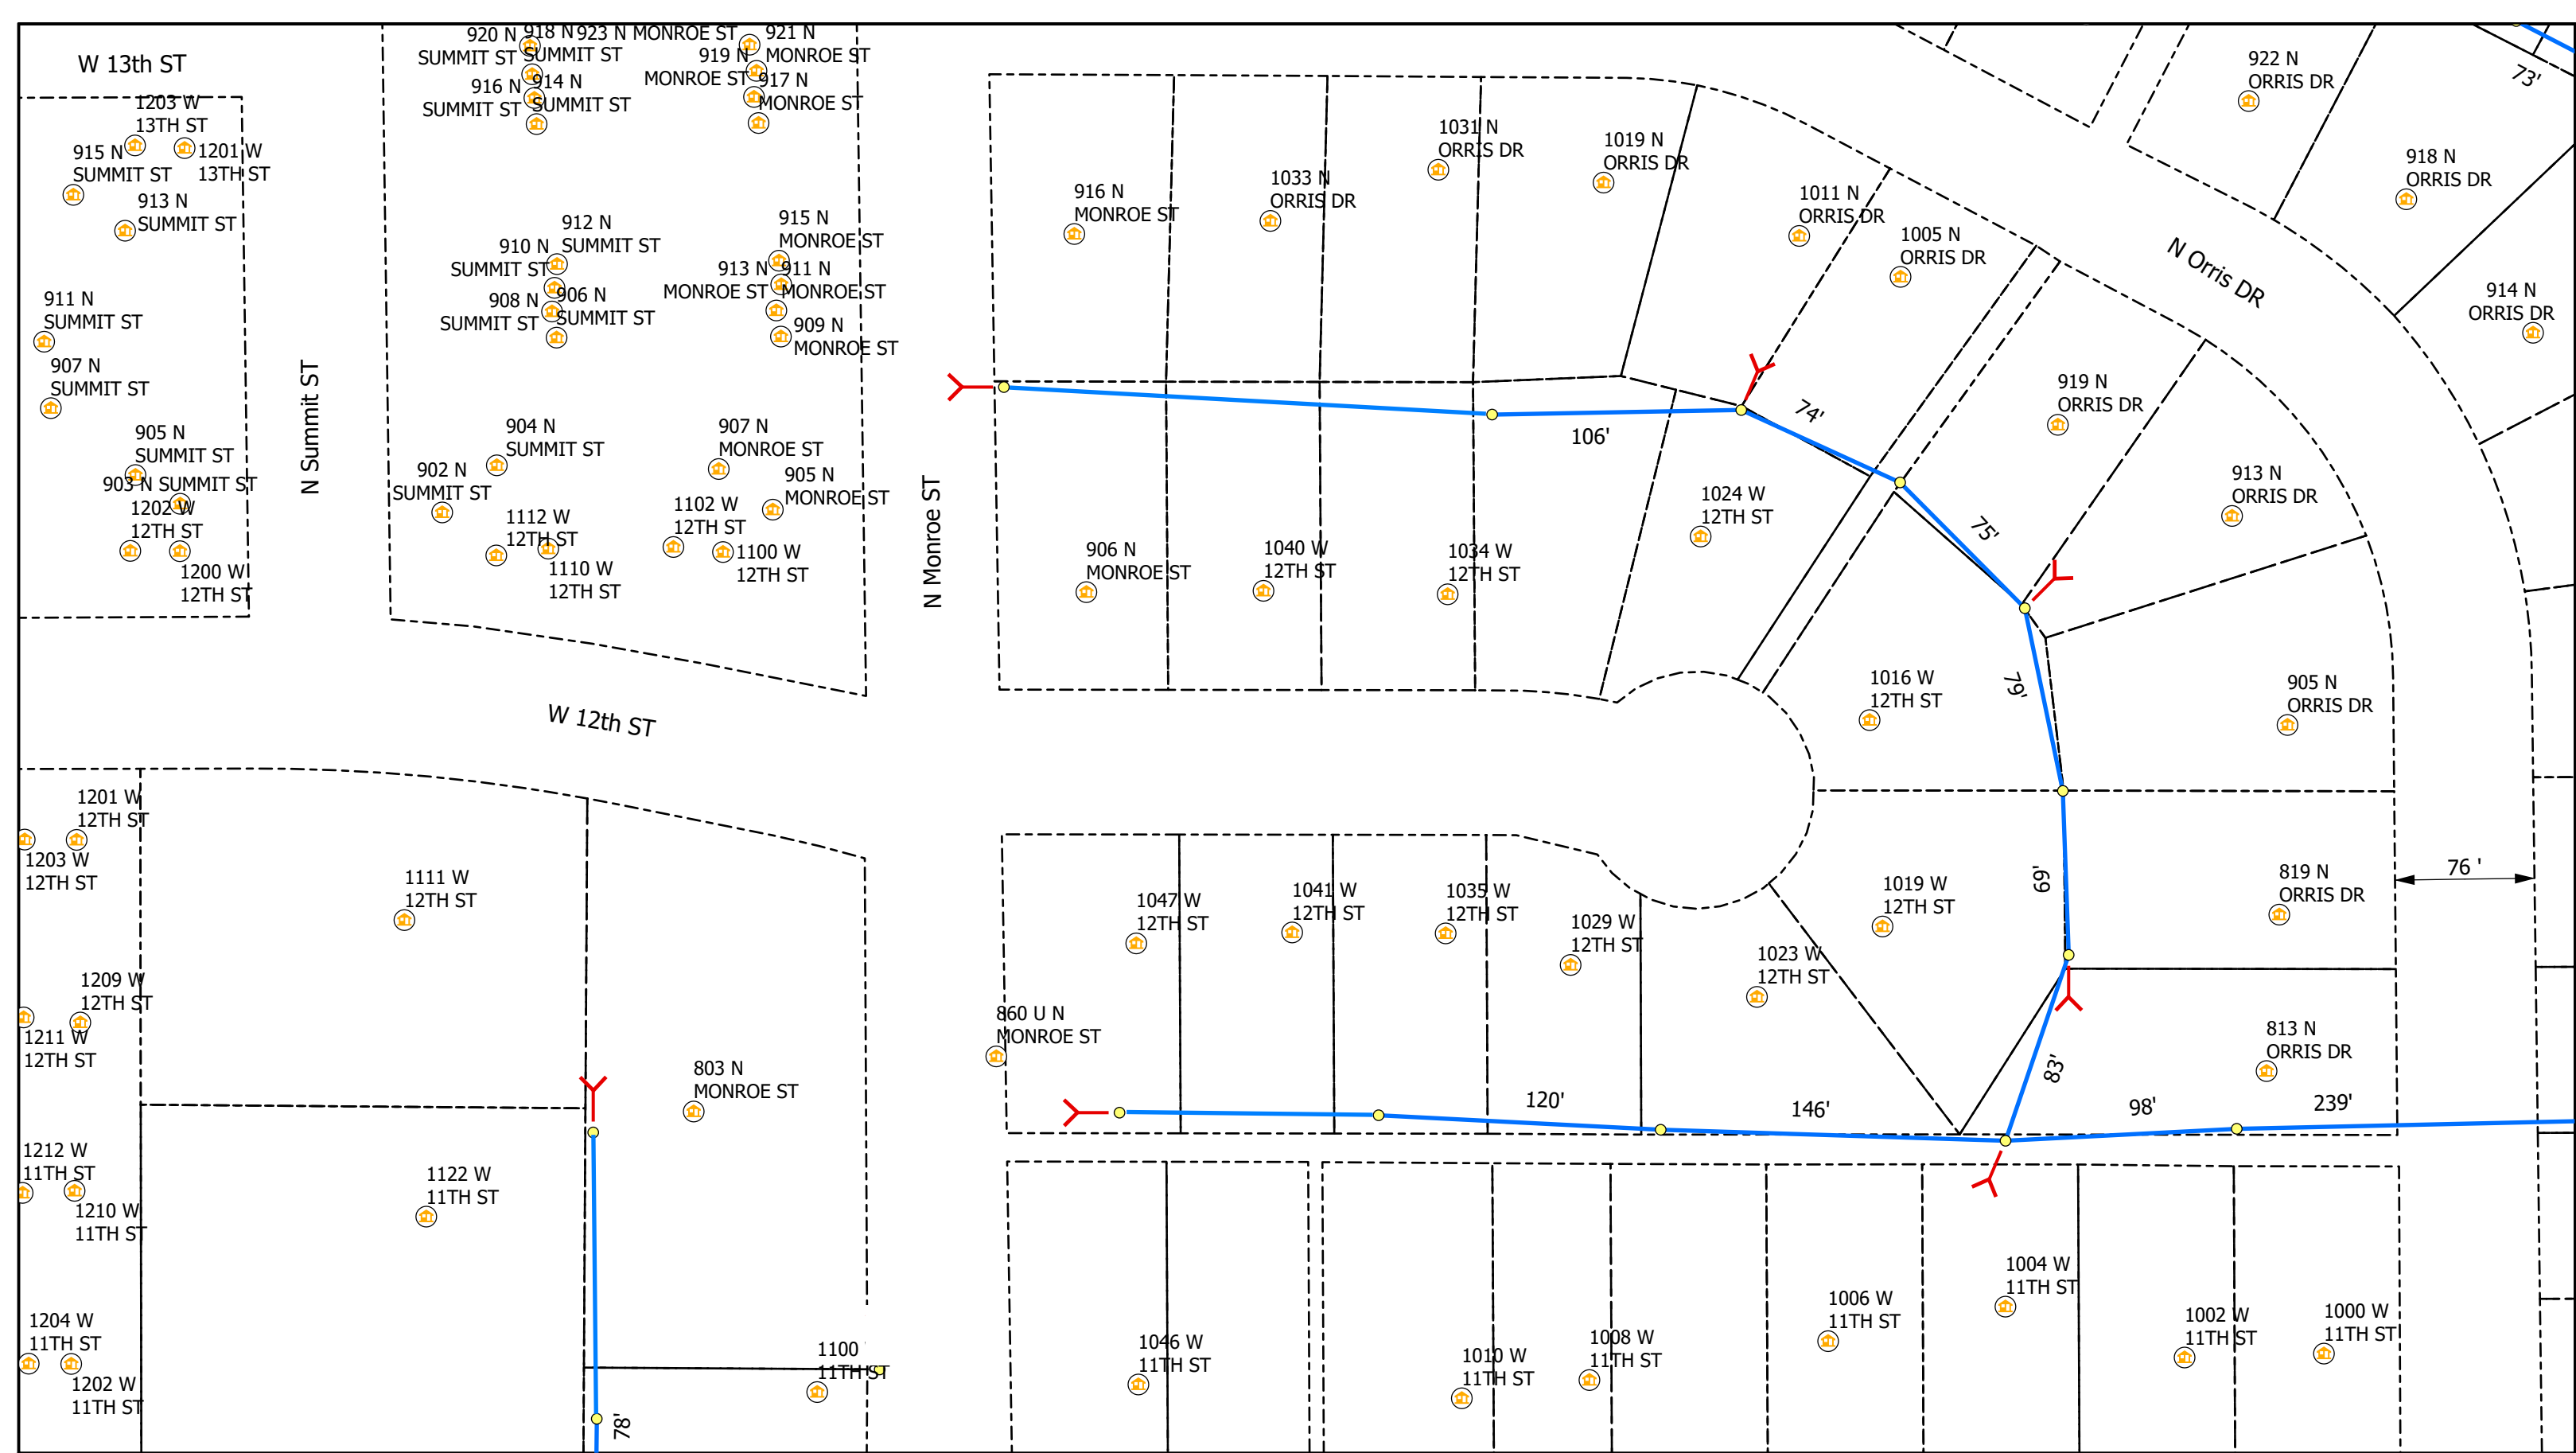 W 13th ST
920 N
SUMMIT ST
918 N
SUMMIT ST
923 N MONROE ST
921 N
MONROE ST
919 N
MONROE ST
916 N
SUMMIT ST
914 N
SUMMIT ST
917 N
MONROE ST
1203 W
13TH ST
1201 W
13TH ST
915 N
SUMMIT ST
913 N
SUMMIT ST
912 N
SUMMIT ST
910 N
SUMMIT ST
915 N
MONROE ST
913 N
MONROE ST
911 N
MONROE ST
908 N
SUMMIT ST
906 N
SUMMIT ST
909 N
MONROE ST
911 N
SUMMIT ST
907 N
SUMMIT ST
N Summit ST
905 N
SUMMIT ST
903 N SUMMIT ST
1202 W
12TH ST
1200 W
12TH ST
904 N
SUMMIT ST
902 N
SUMMIT ST
1112 W
12TH ST
1110 W
12TH ST
907 N
MONROE ST
905 N
MONROE ST
1102 W
12TH ST
1100 W
12TH ST
N Monroe ST
916 N
MONROE ST
1033 N
ORRIS DR
1031 N
ORRIS DR
1019 N
ORRIS DR
1011 N
ORRIS DR
1005 N
ORRIS DR
922 N
ORRIS DR
73'
918 N
ORRIS DR
N Orris DR
914 N
ORRIS DR
919 N
ORRIS DR
913 N
ORRIS DR
106'
74'
75'
906 N
MONROE ST
1040 W
12TH ST
1034 W
12TH ST
1024 W
12TH ST
1016 W
12TH ST
79'
905 N
ORRIS DR
W 12th ST
1201 W
12TH ST
1203 W
12TH ST
1111 W
12TH ST
1209 W
12TH ST
1211 W
12TH ST
1047 W
12TH ST
1041 W
12TH ST
1035 W
12TH ST
1029 W
12TH ST
1023 W
12TH ST
1019 W
12TH ST
69'
819 N
ORRIS DR
76 '
860 U N
MONROE ST
803 N
MONROE ST
813 N
ORRIS DR
83'
120'
146'
98'
239'
1212 W
11TH ST
1210 W
11TH ST
1122 W
11TH ST
1204 W
11TH ST
1202 W
11TH ST
1100
11TH ST
78'
1046 W
11TH ST
1010 W
11TH ST
1008 W
11TH ST
1006 W
11TH ST
1004 W
11TH ST
1002 W
11TH ST
1000 W
11TH ST